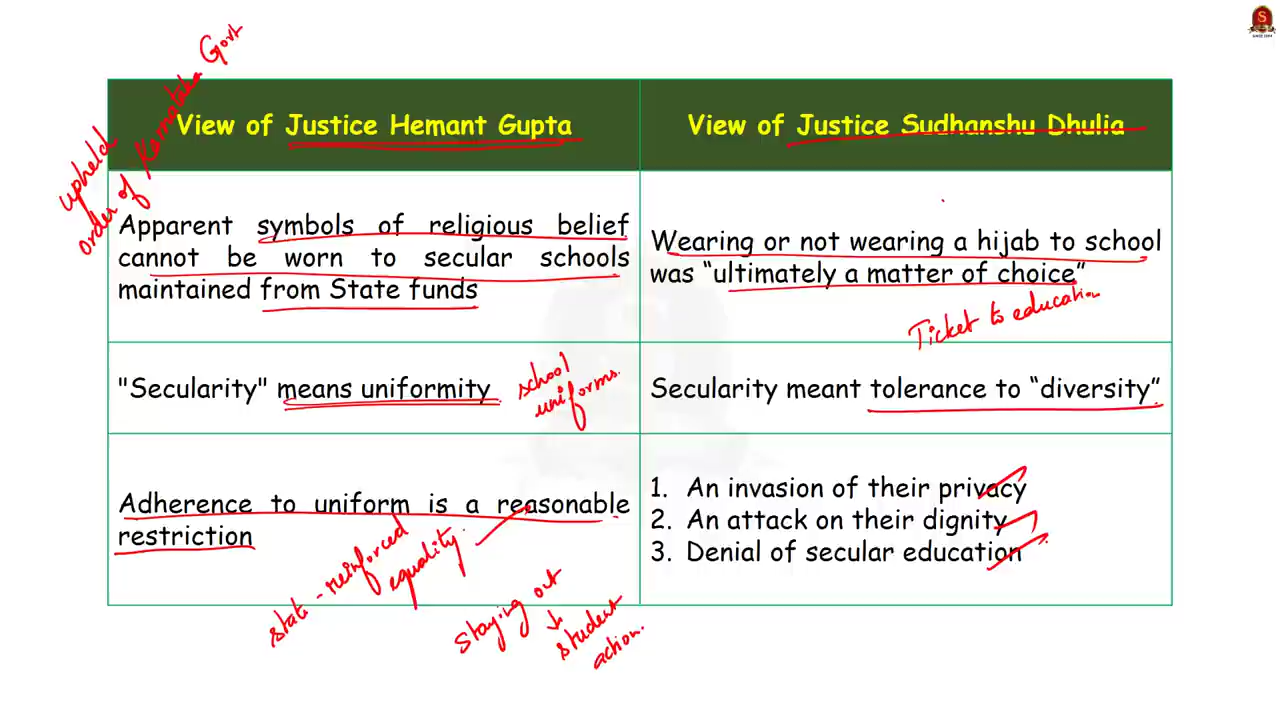 upheld
order of Karnataka Govt
View of Justice Hemant Gupta
View of Justice Sudhanshu Dhulia
Apparent symbols of religious belief
cannot be worn to secular schools
maintained from State funds
Wearing or not wearing a hijab to school
was “ultimately a matter of choice”
Ticket to education
"Secularity" means uniformity
school
uniforms.
Secularity meant tolerance to “diversity”
Adherence to uniform is a reasonable
restriction
state-reinforced
equality.
staying out
student
action.
1. An invasion of their privacy
2. An attack on their dignity
3. Denial of secular education